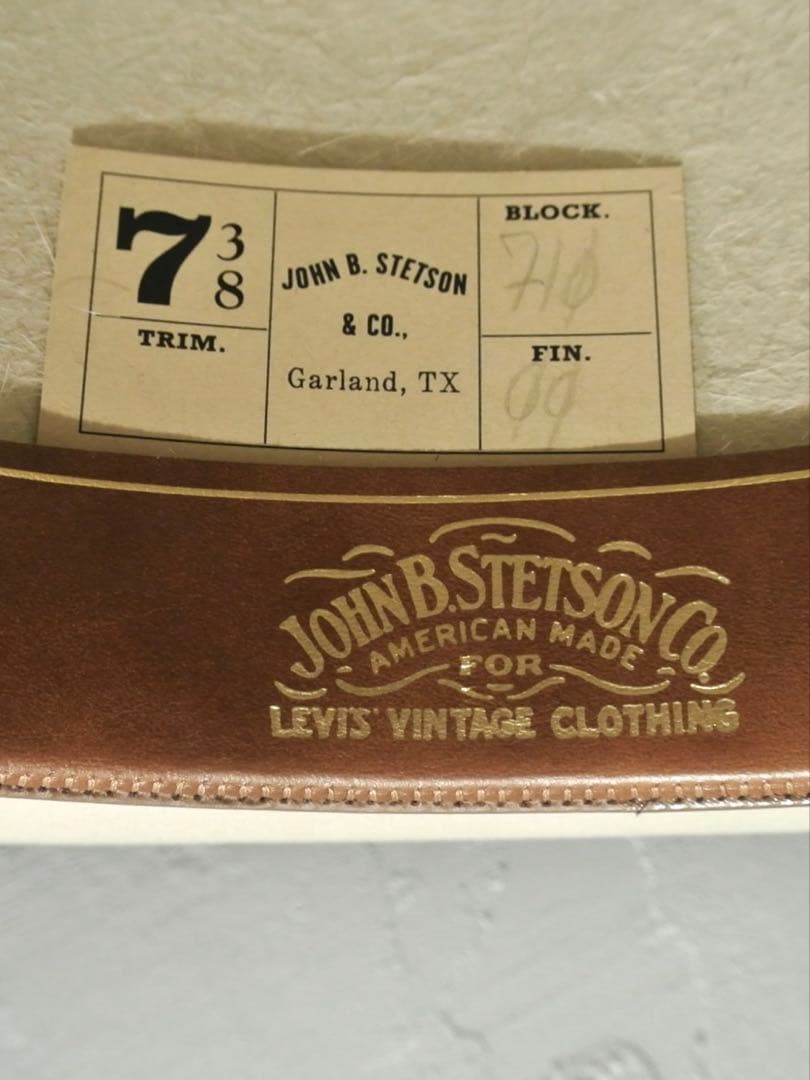 7 3/8
TRIM.
JOHN B. STETSON
& CO.,
Garland, TX
BLOCK.
FIN.
JOHN B. STETSON CO.
AMERICAN MADE
FOR
LEVI'S VINTAGE CLOTHING